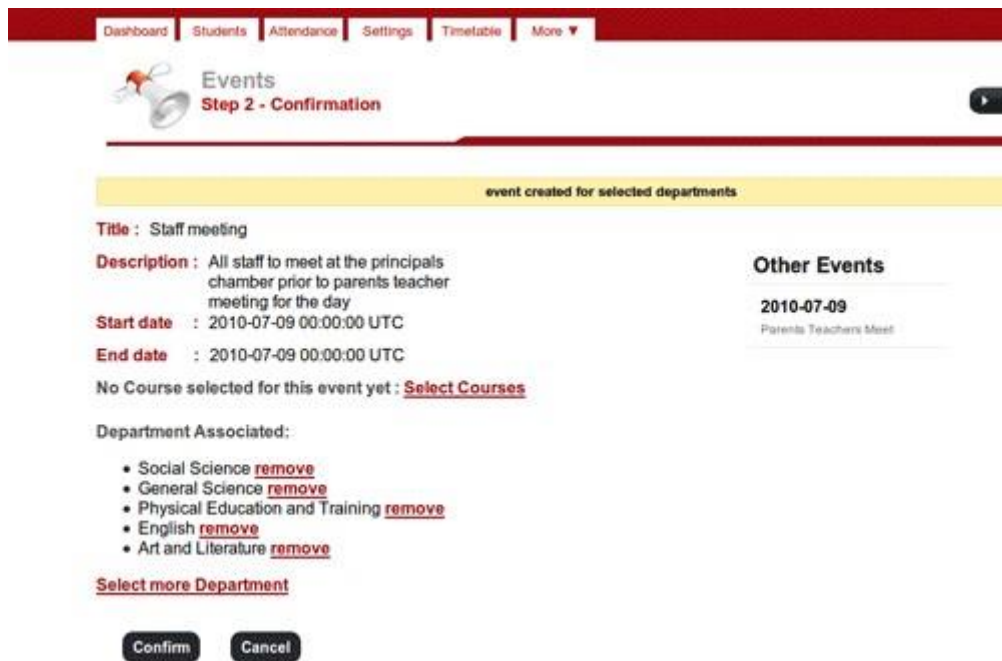 Dashboard Students Attendance Settings Timetable More ▼
Events
Step 2 - Confirmation
event created for selected departments
Title : Staff meeting
Description : All staff to meet at the principals
chamber prior to parents teacher
meeting for the day
Start date : 2010-07-09 00:00:00 UTC
End date : 2010-07-09 00:00:00 UTC
No Course selected for this event yet : Select Courses
Department Associated:
• Social Science remove
• General Science remove
• Physical Education and Training remove
• English remove
• Art and Literature remove
Select more Department
Confirm Cancel
Other Events
2010-07-09
Parents Teachers Meet